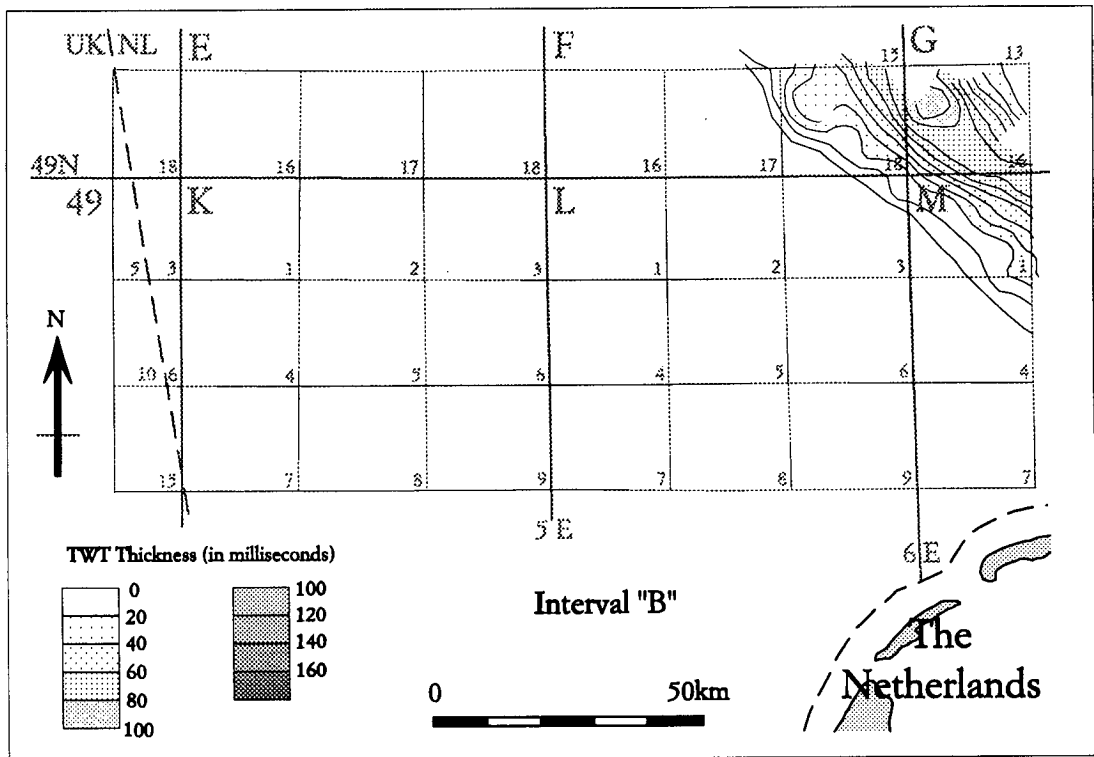 UK\NL E F G
15 13
49N 18 16 17 18 16 17 18 16
49 K L M
5 3 1 2 3 1 2 3 1
N
10 6 4 5 6 4 5 6 4
15 7 8 9 7 8 9 7
5 E
6 E
TWT Thickness (in milliseconds)
0
20
40
60
80
100
100
120
140
160
Interval "B"
0 50km
The
Netherlands